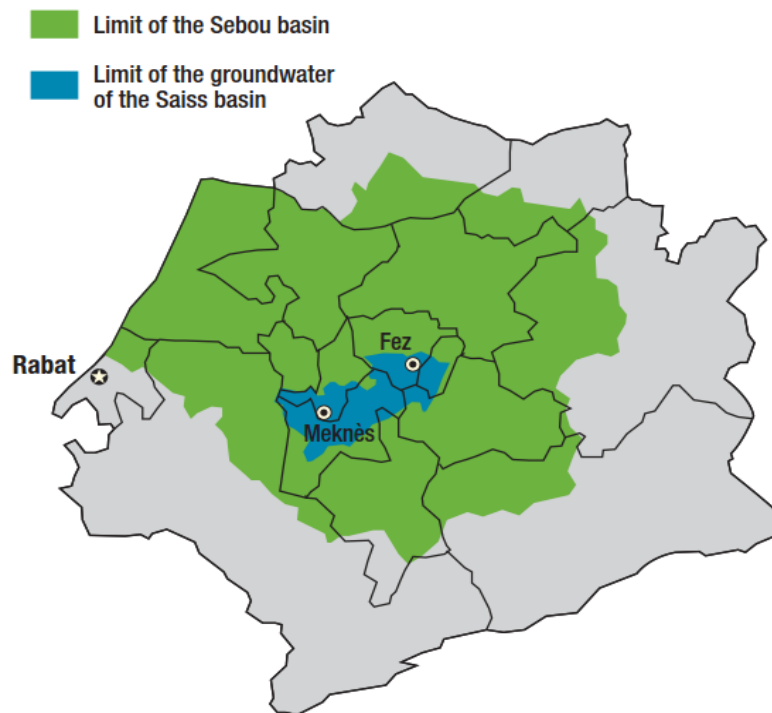 Limit of the Sebou basin
Limit of the groundwater
of the Saiss basin
Fez
Rabat
Meknès